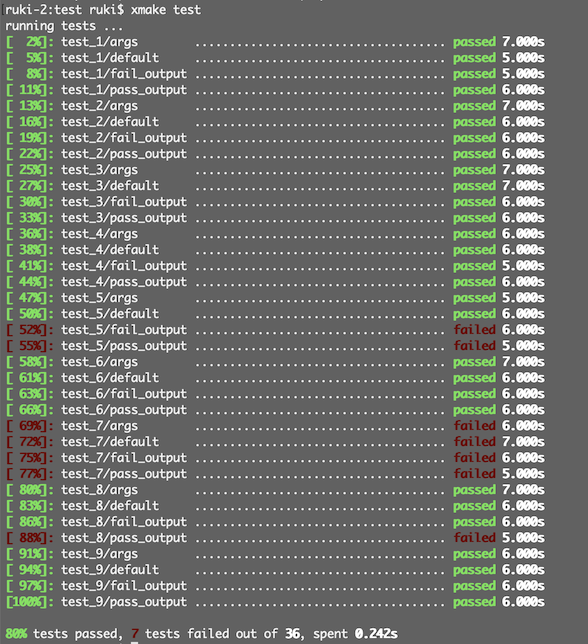 ruki-2:test ruki$ xmake test
running tests ...
[  2%]: test_1/args        .................................... passed 7.000s
[  5%]: test_1/default     .................................... passed 5.000s
[  8%]: test_1/fail_output .................................... passed 5.000s
[ 11%]: test_1/pass_output .................................... passed 6.000s
[ 13%]: test_2/args        .................................... passed 7.000s
[ 16%]: test_2/default     .................................... passed 6.000s
[ 19%]: test_2/fail_output .................................... passed 6.000s
[ 22%]: test_2/pass_output .................................... passed 6.000s
[ 25%]: test_3/args        .................................... passed 7.000s
[ 27%]: test_3/default     .................................... passed 7.000s
[ 30%]: test_3/fail_output .................................... passed 6.000s
[ 33%]: test_3/pass_output .................................... passed 6.000s
[ 36%]: test_4/args        .................................... passed 6.000s
[ 38%]: test_4/default     .................................... passed 6.000s
[ 41%]: test_4/fail_output .................................... passed 5.000s
[ 44%]: test_4/pass_output .................................... passed 6.000s
[ 47%]: test_5/args        .................................... passed 5.000s
[ 50%]: test_5/default     .................................... passed 6.000s
[ 52%]: test_5/fail_output .................................... failed 6.000s
[ 55%]: test_5/pass_output .................................... failed 5.000s
[ 58%]: test_6/args        .................................... passed 7.000s
[ 61%]: test_6/default     .................................... passed 6.000s
[ 63%]: test_6/fail_output .................................... passed 6.000s
[ 66%]: test_6/pass_output .................................... passed 6.000s
[ 69%]: test_7/args        .................................... failed 6.000s
[ 72%]: test_7/default     .................................... failed 7.000s
[ 75%]: test_7/fail_output .................................... failed 6.000s
[ 77%]: test_7/pass_output .................................... failed 5.000s
[ 80%]: test_8/args        .................................... passed 7.000s
[ 83%]: test_8/default     .................................... passed 6.000s
[ 86%]: test_8/fail_output .................................... passed 6.000s
[ 88%]: test_8/pass_output .................................... failed 5.000s
[ 91%]: test_9/args        .................................... passed 6.000s
[ 94%]: test_9/default     .................................... passed 6.000s
[ 97%]: test_9/fail_output .................................... passed 6.000s
[100%]: test_9/pass_output .................................... passed 6.000s
80% tests passed, 7 tests failed out of 36, spent 0.242s